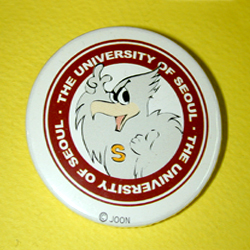 THE UNIVERSITY OF SEOUL · THE UNIVERSITY OF SEOUL ·
S
© JOON